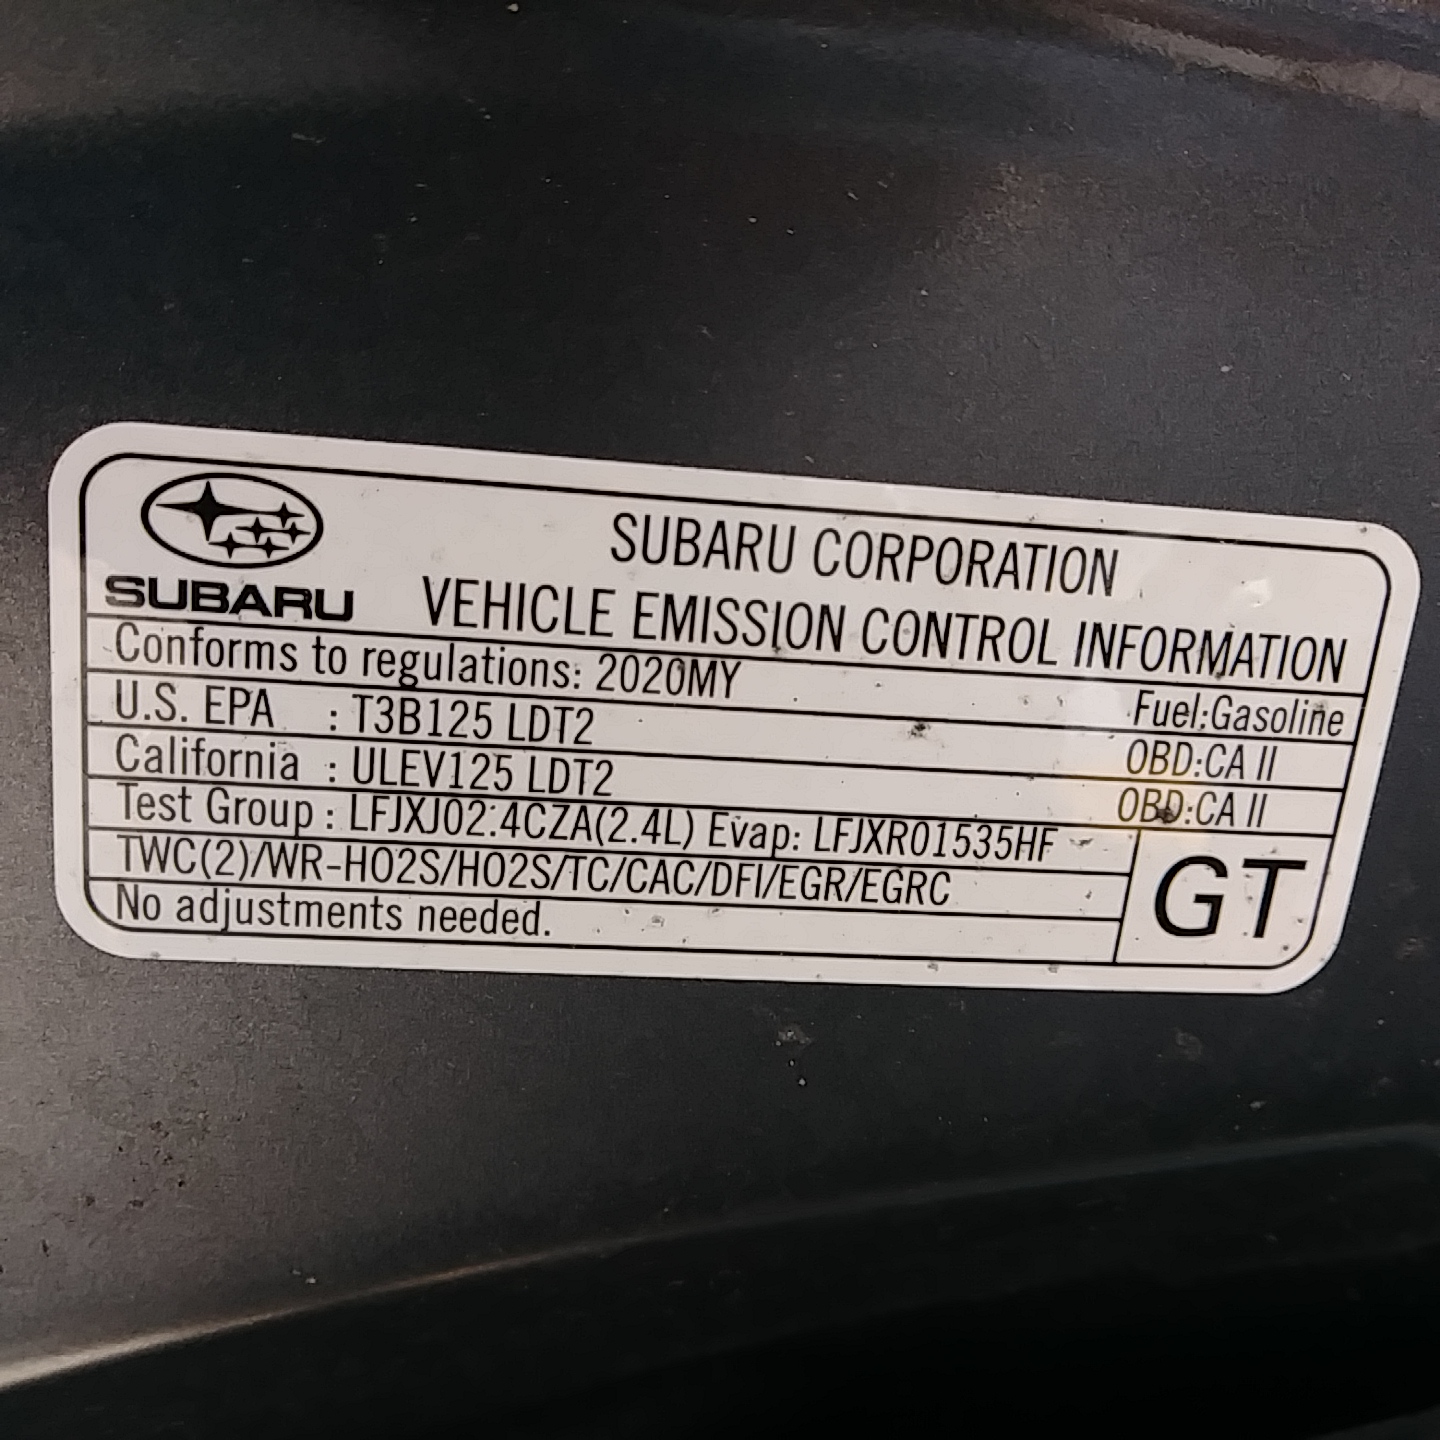 SUBARU CORPORATION
SUBARU VEHICLE EMISSION CONTROL INFORMATION
Conforms to regulations: 2020MY Fuel:Gasoline
U.S. EPA : T3B125 LDT2 OBD:CA II
California : ULEV125 LDT2 OBD:CA II
Test Group : LFJXJ02.4CZA(2.4L) Evap: LFJXR01535HF
TWC(2)/WR-HO2S/HO2S/TC/CAC/DFI/EGR/EGRC
GT
No adjustments needed.